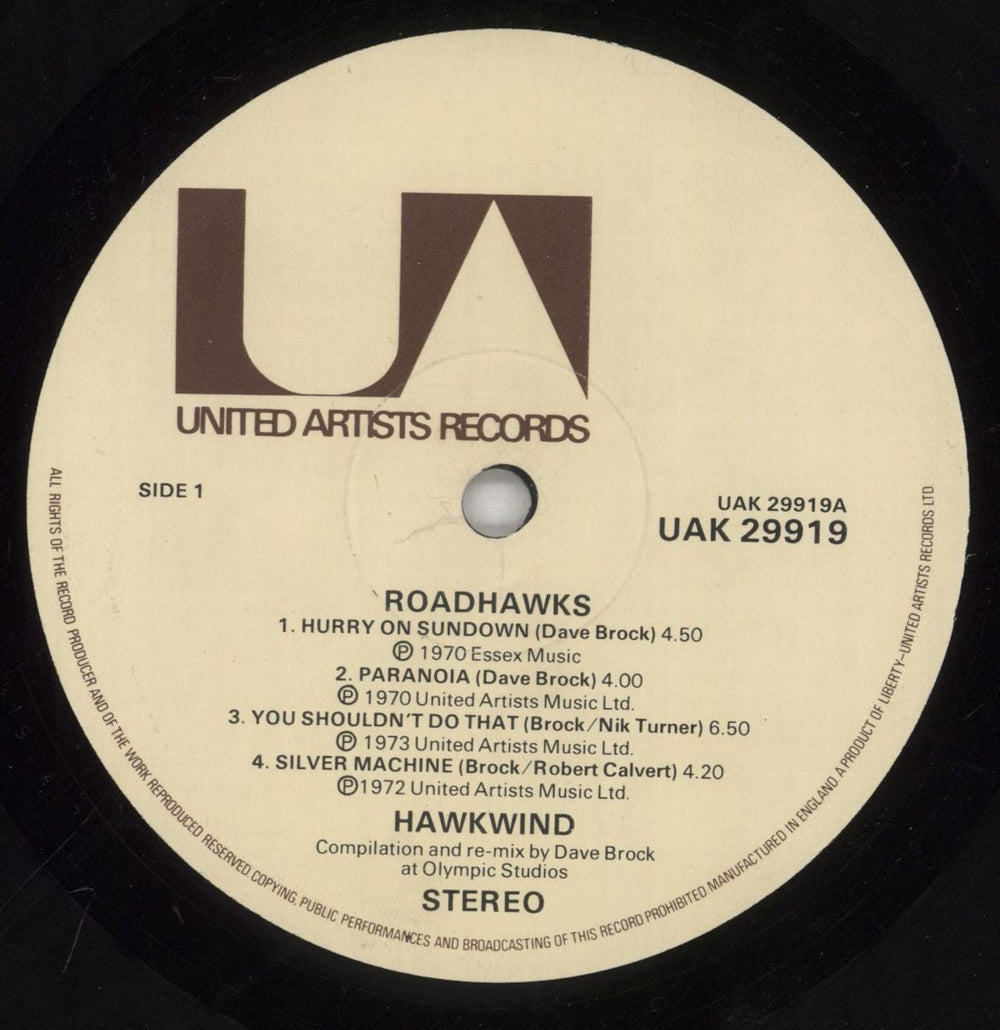 UA
UNITED ARTISTS RECORDS
SIDE 1
UAK 29919A
UAK 29919
ROADHAWKS
1. HURRY ON SUNDOWN (Dave Brock) 4.50
Ⓟ 1970 Essex Music
2. PARANOIA (Dave Brock) 4.00
Ⓟ 1970 United Artists Music Ltd.
3. YOU SHOULDN'T DO THAT (Brock/Nik Turner) 6.50
Ⓟ 1973 United Artists Music Ltd.
4. SILVER MACHINE (Brock/Robert Calvert) 4.20
Ⓟ1972 United Artists Music Ltd.
HAWKWIND
Compilation and re-mix by Dave Brock
at Olympic Studios
STEREO
ALL RIGHTS OF THE RECORD PRODUCER AND OF THE WORK REPRODUCED RESERVED COPYING, PUBLIC PERFORMANCES AND BROADCASTING OF THIS RECORD PROHIBITED MANUFACTURED IN ENGLAND A PRODUCT OF LIBERTY–UNITED ARTISTS RECORDS LTD